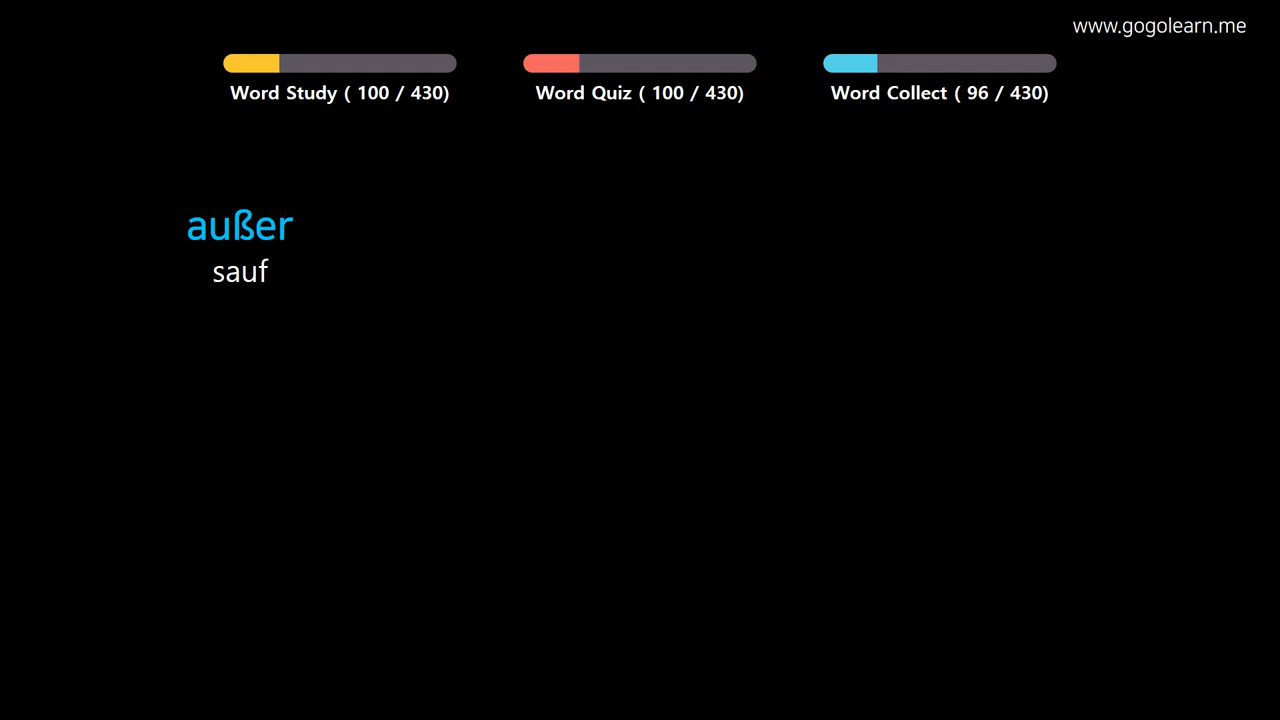 www.gogolearn.me
Word Study ( 100 / 430)
Word Quiz ( 100 / 430)
Word Collect ( 96 / 430)
außer
sauf